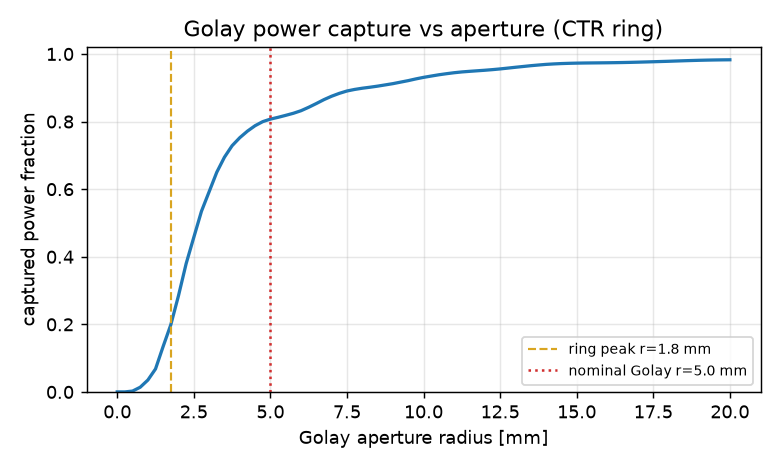 Golay power capture vs aperture (CTR ring)
captured power fraction
1.0
0.8
0.6
0.4
0.2
0.0
0.0 2.5 5.0 7.5 10.0 12.5 15.0 17.5 20.0
Golay aperture radius [mm]
ring peak r=1.8 mm
nominal Golay r=5.0 mm